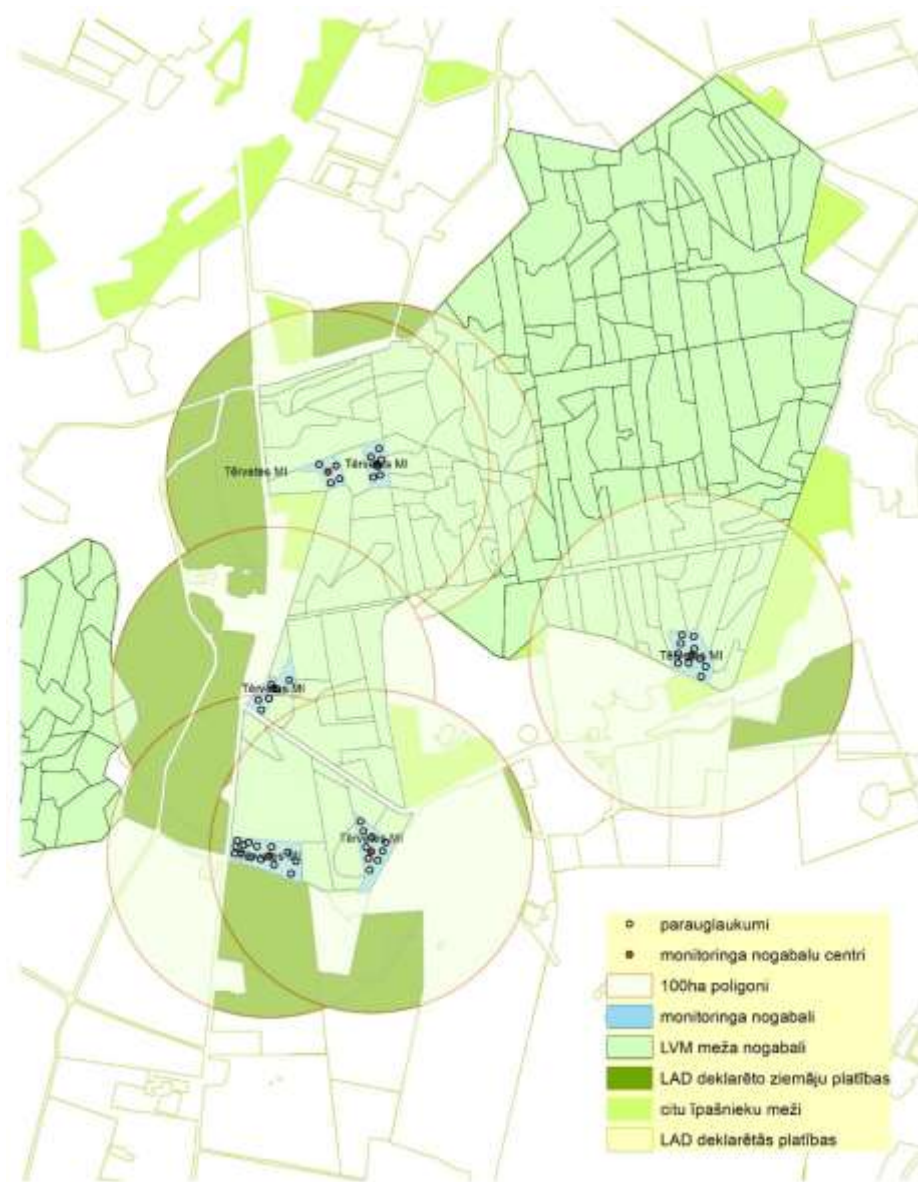 Tērvetes MI
Tērvetes MI
Tērvetes MI
Tērvetes MI
Tērvetes MI
parauglaukumi
monitoringa nogabalu centri
100ha poligoni
monitoringa nogabali
LVM meža nogabali
LAD deklarēto ziemāju platības
citu īpašnieku meži
LAD deklarētās platības